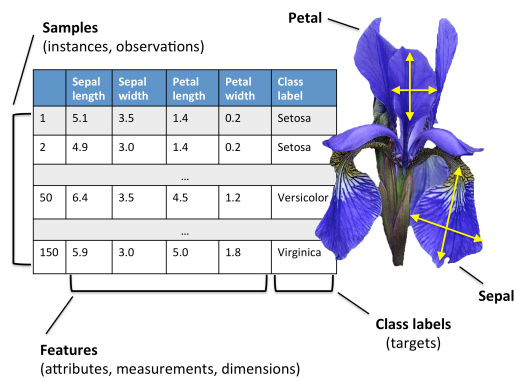 Samples
(instances, observations)
Petal
Sepal length Sepal width Petal length Petal width Class label
1 5.1 3.5 1.4 0.2 Setosa
2 4.9 3.0 1.4 0.2 Setosa
...
50 6.4 3.5 4.5 1.2 Versicolor
...
150 5.9 3.0 5.0 1.8 Virginica
Sepal
Class labels
(targets)
Features
(attributes, measurements, dimensions)